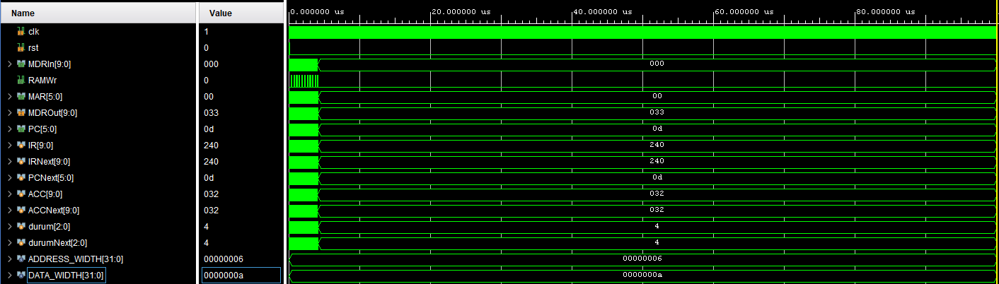 Name Value 0.000000 us 20.000000 us 40.000000 us 60.000000 us 80.000000 us
clk 1
rst 0
MDRIn[9:0] 000 000
RAMWr 0
MAR[5:0] 00 00
MDROut[9:0] 033 033
PC[5:0] 0d 0d
IR[9:0] 240 240
IRNext[9:0] 240 240
PCNext[5:0] 0d 0d
ACC[9:0] 032 032
ACCNext[9:0] 032 032
durum[2:0] 4 4
durumNext[2:0] 4 4
ADDRESS_WIDTH[31:0] 00000006 00000006
DATA_WIDTH[31:0] 0000000a 0000000a